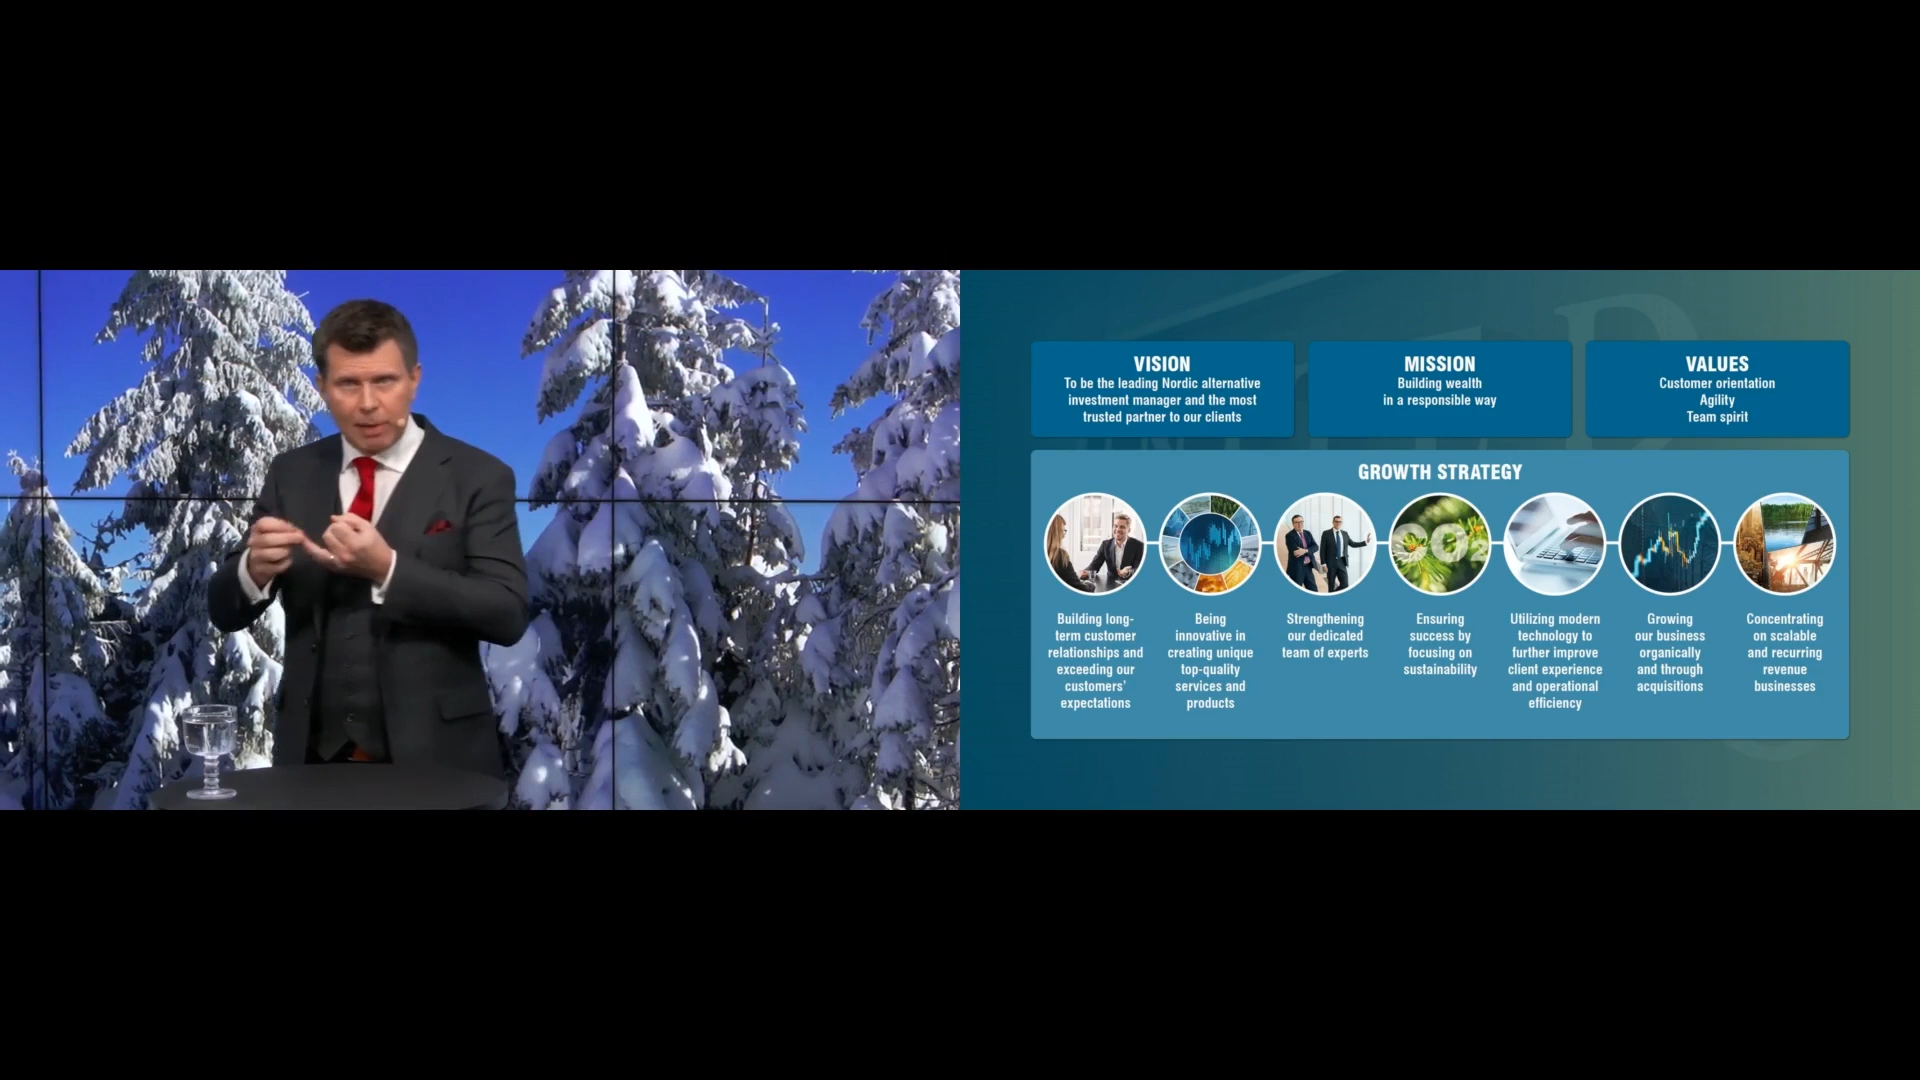 VISION
To be the leading Nordic alternative
investment manager and the most
trusted partner to our clients
MISSION
Building wealth
in a responsible way
VALUES
Customer orientation
Agility
Team spirit
GROWTH STRATEGY
CO2
Building long-
term customer
relationships and
exceeding our
customers'
expectations
Being
innovative in
creating unique
top-quality
services and
products
Strengthening
our dedicated
team of experts
Ensuring
success by
focusing on
sustainability
Utilizing modern
technology to
further improve
client experience
and operational
efficiency
Growing
our business
organically
and through
acquisitions
Concentrating
on scalable
and recurring
revenue
businesses